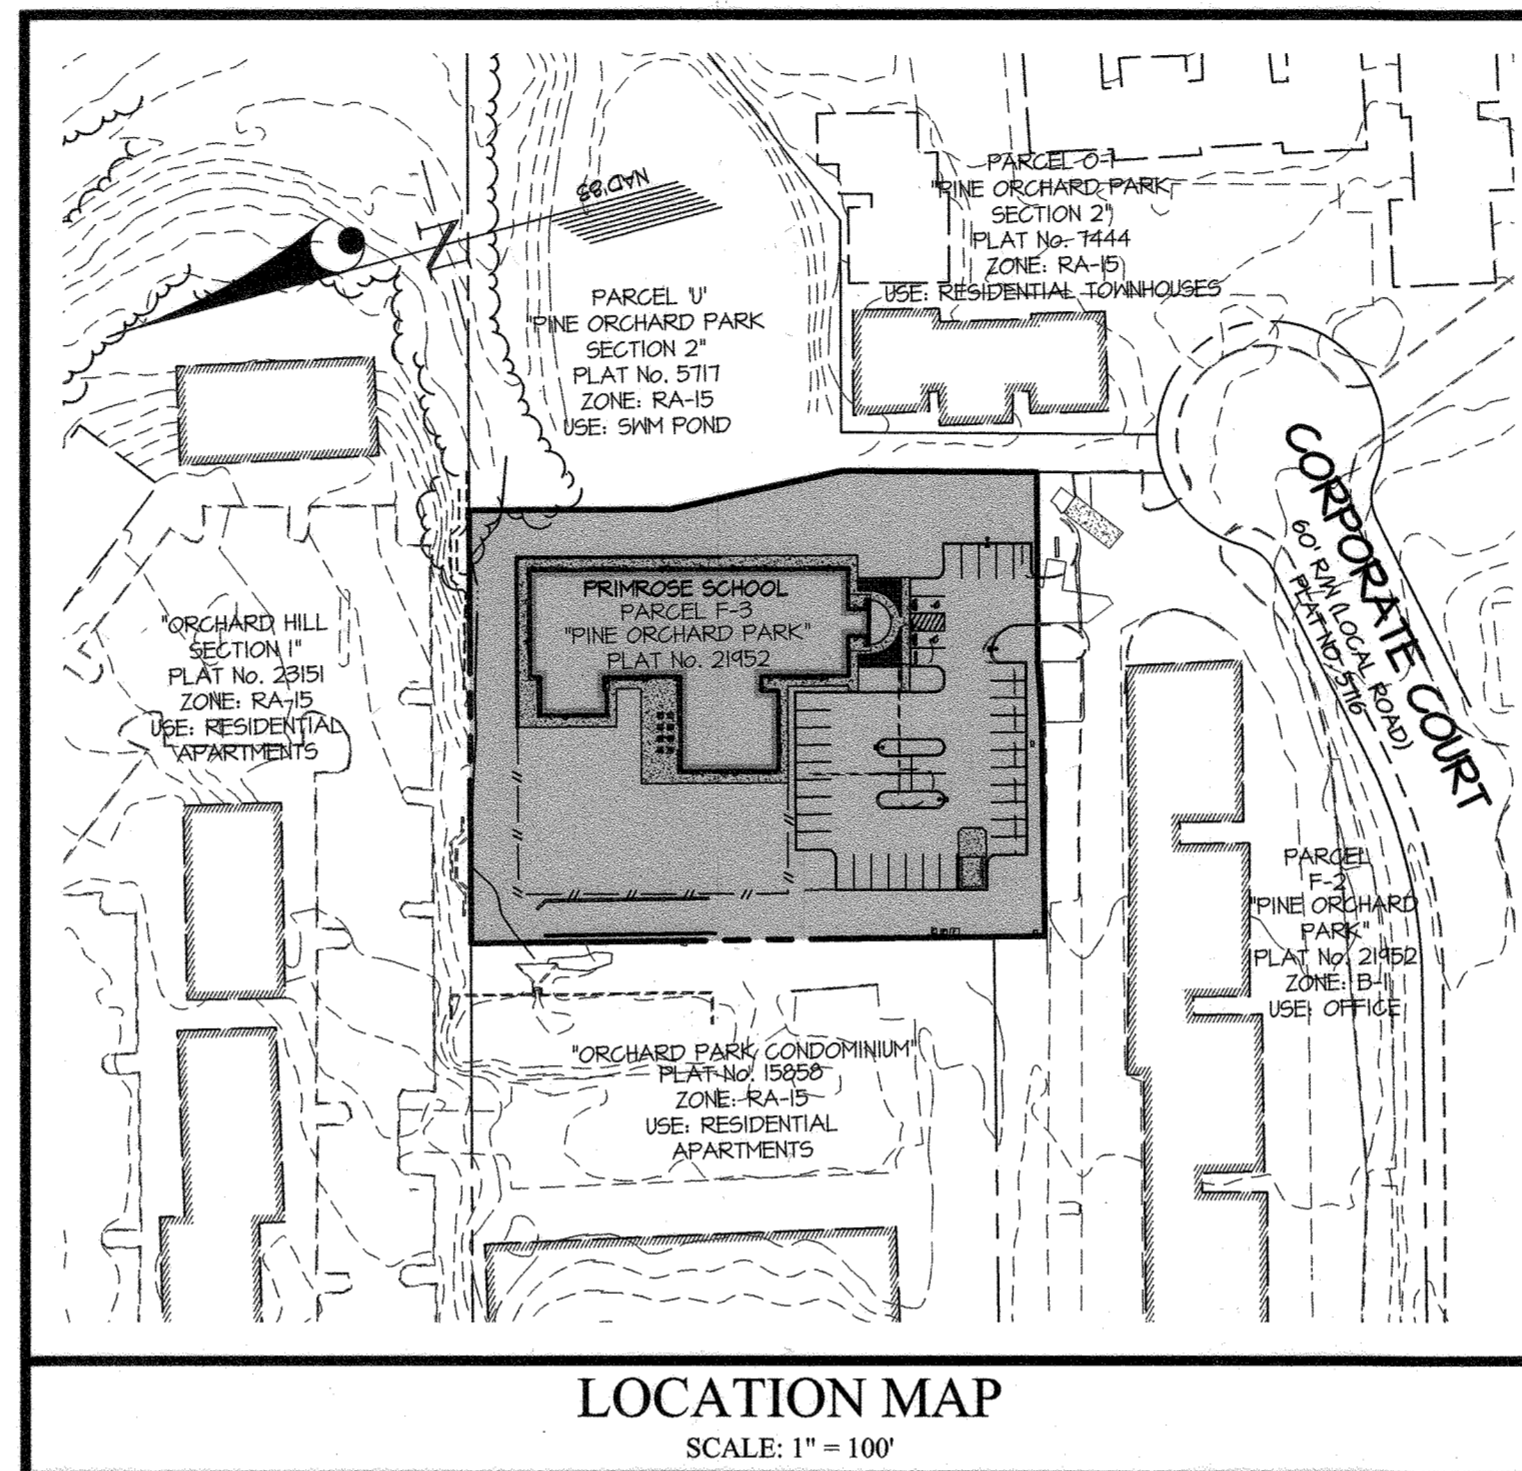 NAD'83
N
PARCEL O-1
"PINE ORCHARD PARK
SECTION 2"
PLAT No. 7444
ZONE: RA-15
USE: RESIDENTIAL TOWNHOUSES
PARCEL 'U'
"PINE ORCHARD PARK
SECTION 2"
PLAT No. 5717
ZONE: RA-15
USE: SWM POND
CORPORATE COURT
60' R/W (LOCAL ROAD)
PLAT NO. 5716
PRIMROSE SCHOOL
PARCEL F-3
"PINE ORCHARD PARK"
PLAT No. 21952
"ORCHARD HILL
SECTION 1"
PLAT No. 23151
ZONE: RA-15
USE: RESIDENTIAL
APARTMENTS
PARCEL
F-2
"PINE ORCHARD
PARK"
PLAT No. 21952
ZONE: B-1
USE: OFFICE
"ORCHARD PARK CONDOMINIUM"
PLAT No. 15858
ZONE: RA-15
USE: RESIDENTIAL
APARTMENTS
LOCATION MAP
SCALE: 1" = 100'